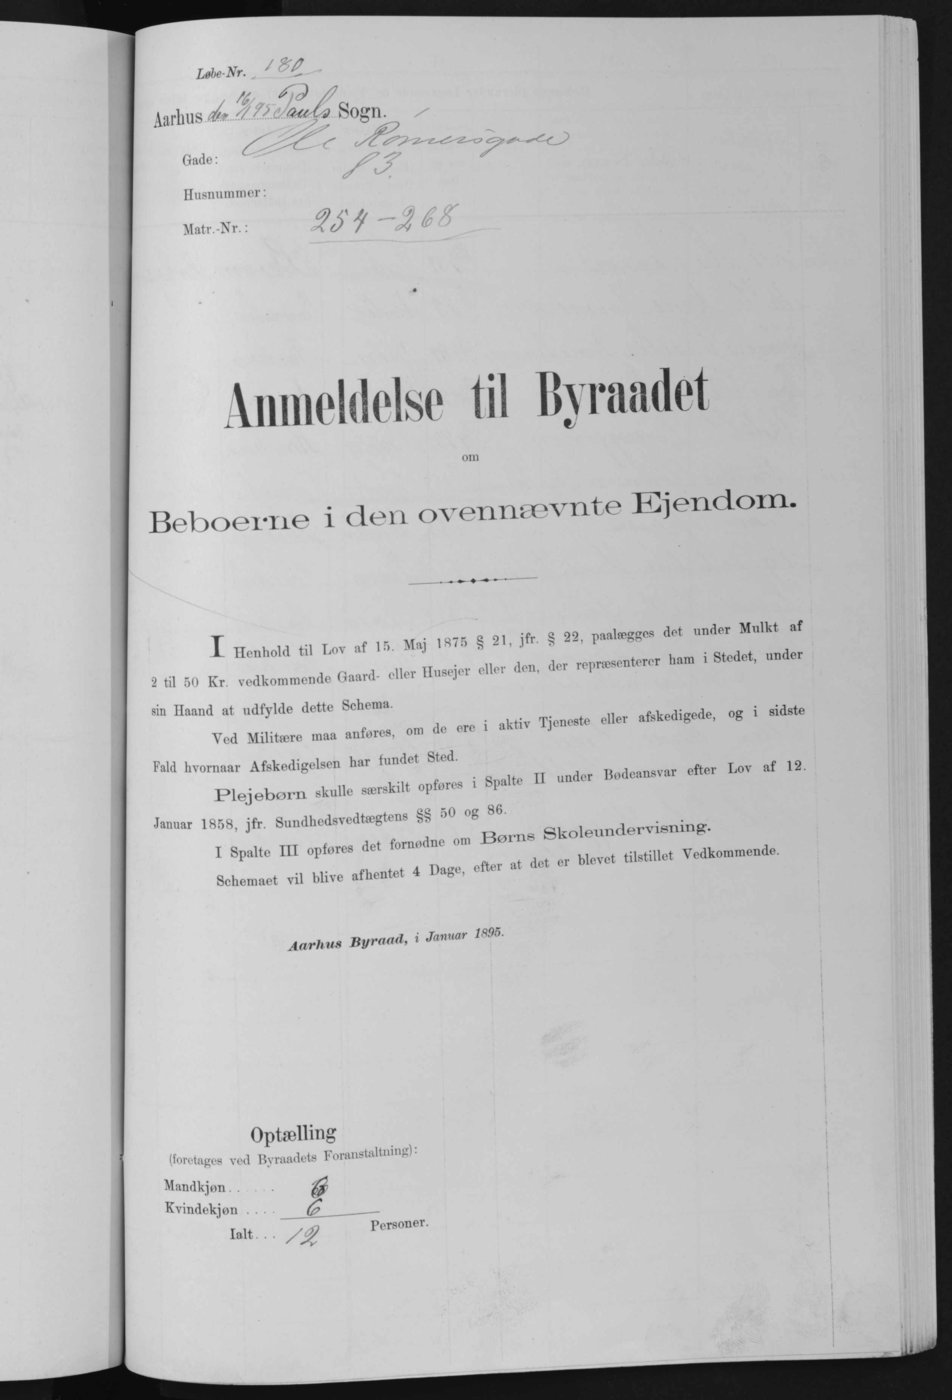 Løbe-Nr. 180
Aarhus den 16/1 95 Pauls Sogn.
Gade: Ole Römersgade
Husnummer: 83.
Matr.-Nr.: 254-268
Anmeldelse til Byraadet
om
Beboerne i den ovennævnte Ejendom.
I Henhold til Lov af 15. Maj 1875 § 21, jfr. § 22, paalægges det under Mulkt af
2 til 50 Kr. vedkommende Gaard- eller Husejer eller den, der repræsenterer ham i Stedet, under
sin Haand at udfylde dette Schema.
Ved Militære maa anføres, om de ere i aktiv Tjeneste eller afskedigede, og i sidste
Fald hvornaar Afskedigelsen har fundet Sted.
Plejebørn skulle særskilt opføres i Spalte II under Bødeansvar efter Lov af 12.
Januar 1858, jfr. Sundhedsvedtægtens §§ 50 og 86.
I Spalte III opføres det fornødne om Børns Skoleundervisning.
Schemaet vil blive afhentet 4 Dage, efter at det er blevet tilstillet Vedkommende.
Aarhus Byraad, i Januar 1895.
Optælling
(foretages ved Byraadets Foranstaltning):
Mandkjøn...... 6
Kvindekjøn .... 6
Ialt... 12 Personer.